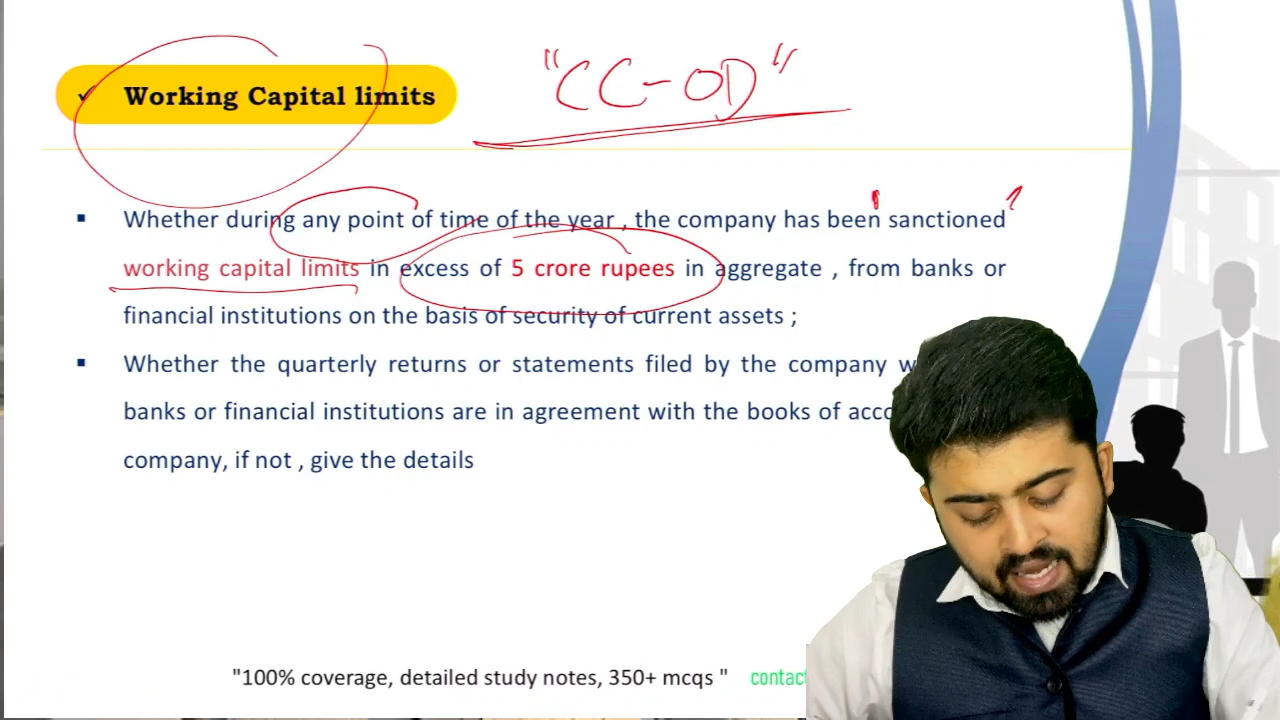 ✓ Working Capital limits
"CC-OD"
▪ Whether during any point of time of the year , the company has been sanctioned
working capital limits in excess of 5 crore rupees in aggregate , from banks or
financial institutions on the basis of security of current assets ;
▪ Whether the quarterly returns or statements filed by the company
banks or financial institutions are in agreement with the books of
company, if not , give the details
"100% coverage, detailed study notes, 350+ mcqs " contact